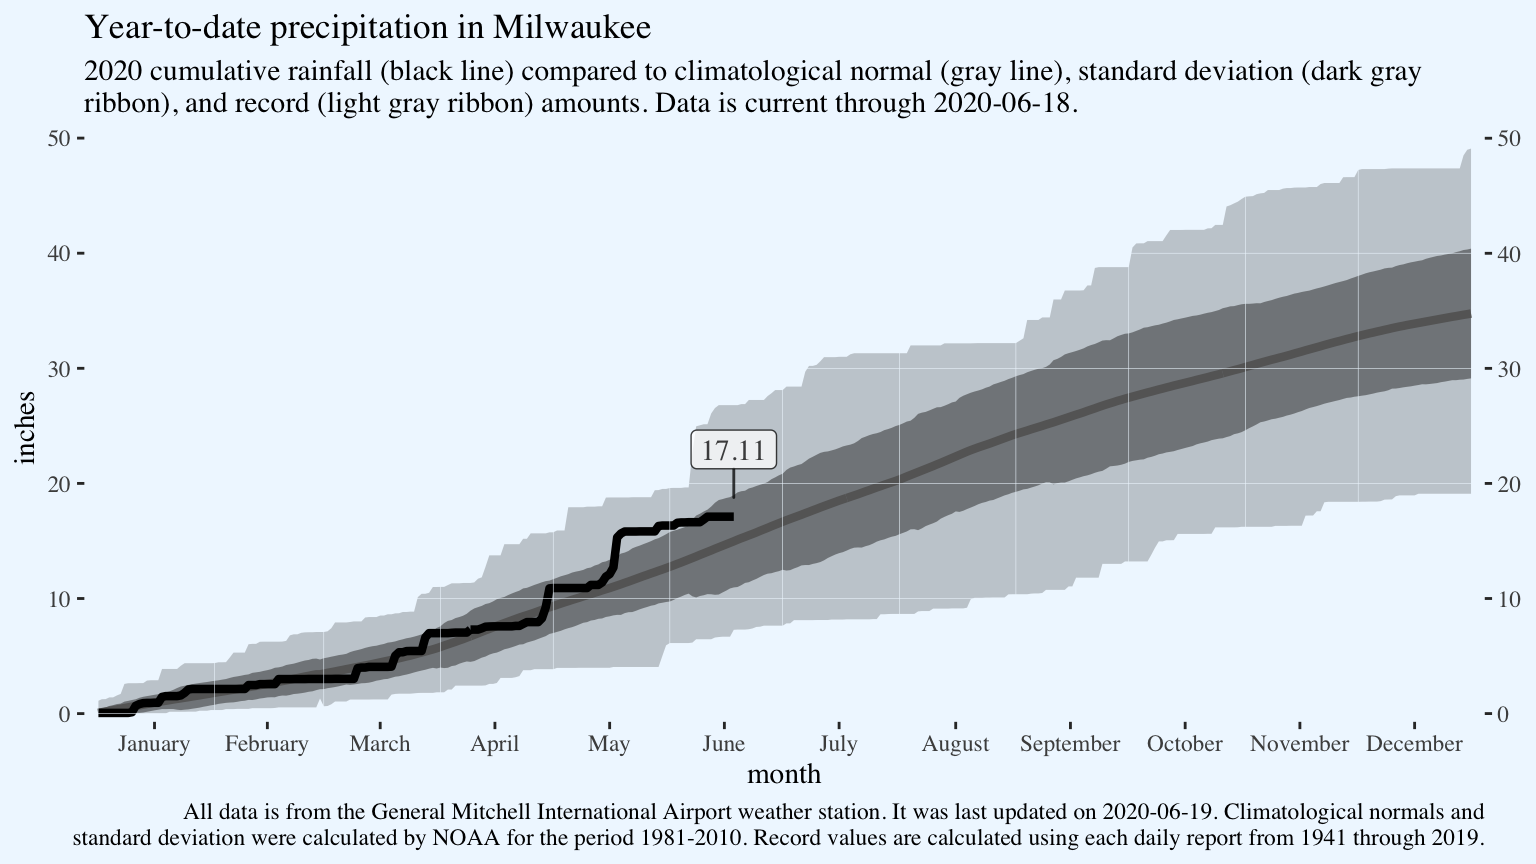 Year-to-date precipitation in Milwaukee
2020 cumulative rainfall (black line) compared to climatological normal (gray line), standard deviation (dark gray
ribbon), and record (light gray ribbon) amounts. Data is current through 2020-06-18.
50
50
40
40
30
30
20
20
10
10
0
0
inches
17.11
January February March April May June July August September October November December
month
All data is from the General Mitchell International Airport weather station. It was last updated on 2020-06-19. Climatological normals and
standard deviation were calculated by NOAA for the period 1981-2010. Record values are calculated using each daily report from 1941 through 2019.